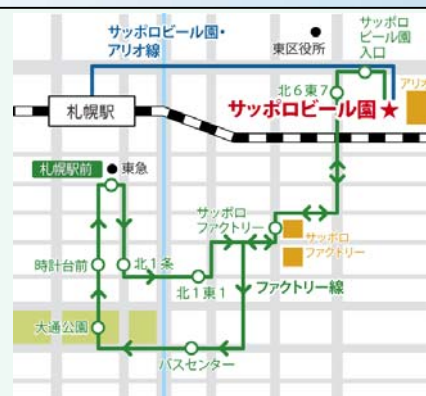 サッポロビール園・
アリオ線
東区役所
サッポロ
ビール園
入口
北6東7
アリオ
札幌駅
サッポロビール園
札幌駅前
東急
サッポロ
ファクトリー
サッポロ
ファクトリー
時計台前
北1条
北1東1
ファクトリー線
大通公園
バスセンター